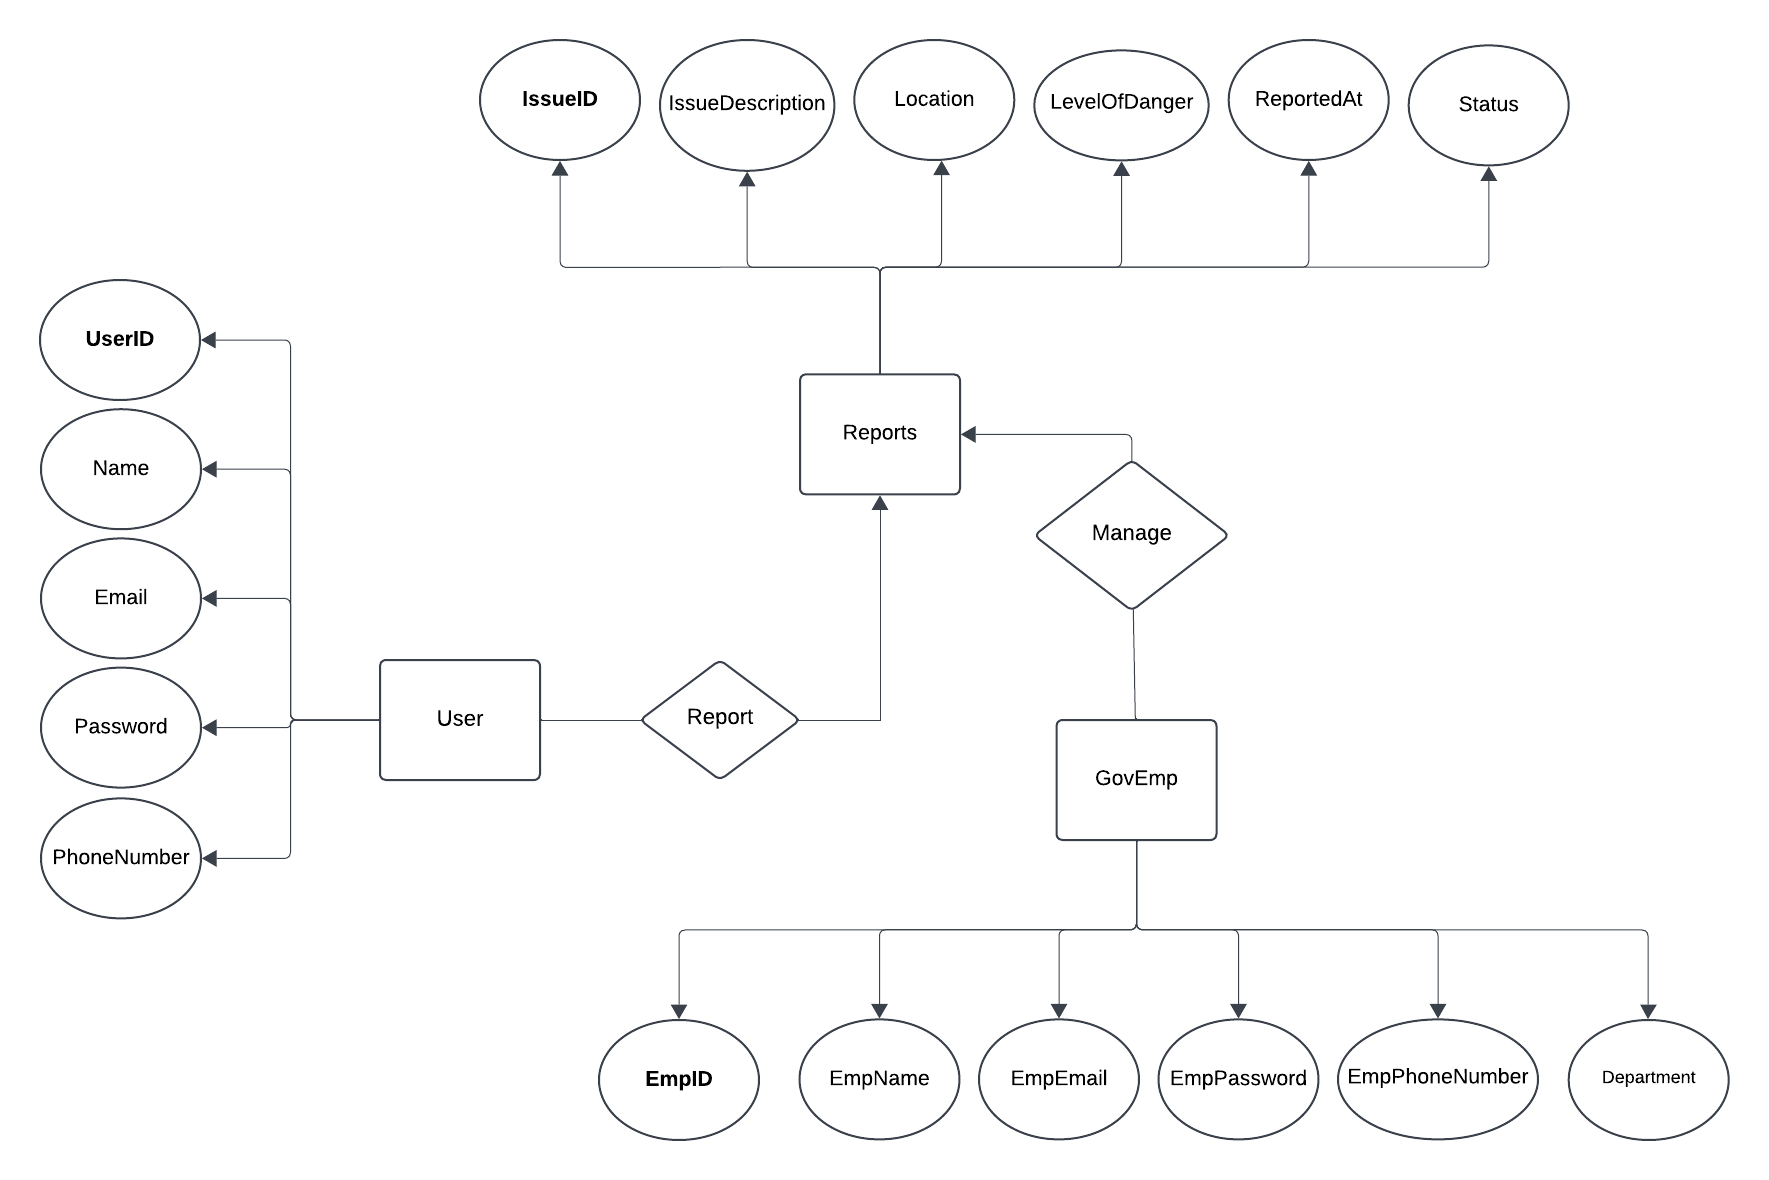 IssueID
IssueDescription
Location
LevelOfDanger
ReportedAt
Status
UserID
Name
Email
Password
PhoneNumber
Reports
Manage
User
Report
GovEmp
EmpID
EmpName
EmpEmail
EmpPassword
EmpPhoneNumber
Department